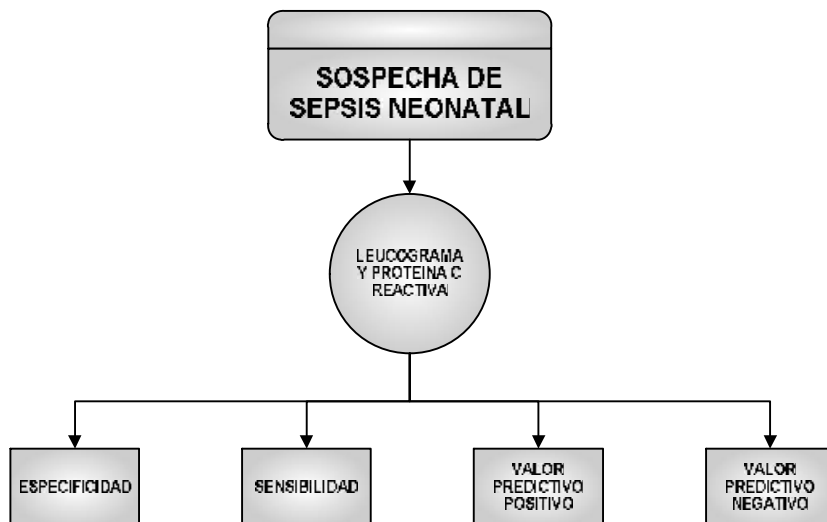 SOSPECHA DE
SEPSIS NEONATAL
LEUCOGRAMA
Y PROTEINA C
REACTIVA
ESPECIFICIDAD
SENSIBILIDAD
VALOR
PREDICTIVO
POSITIVO
VALOR
PREDICTIVO
NEGATIVO